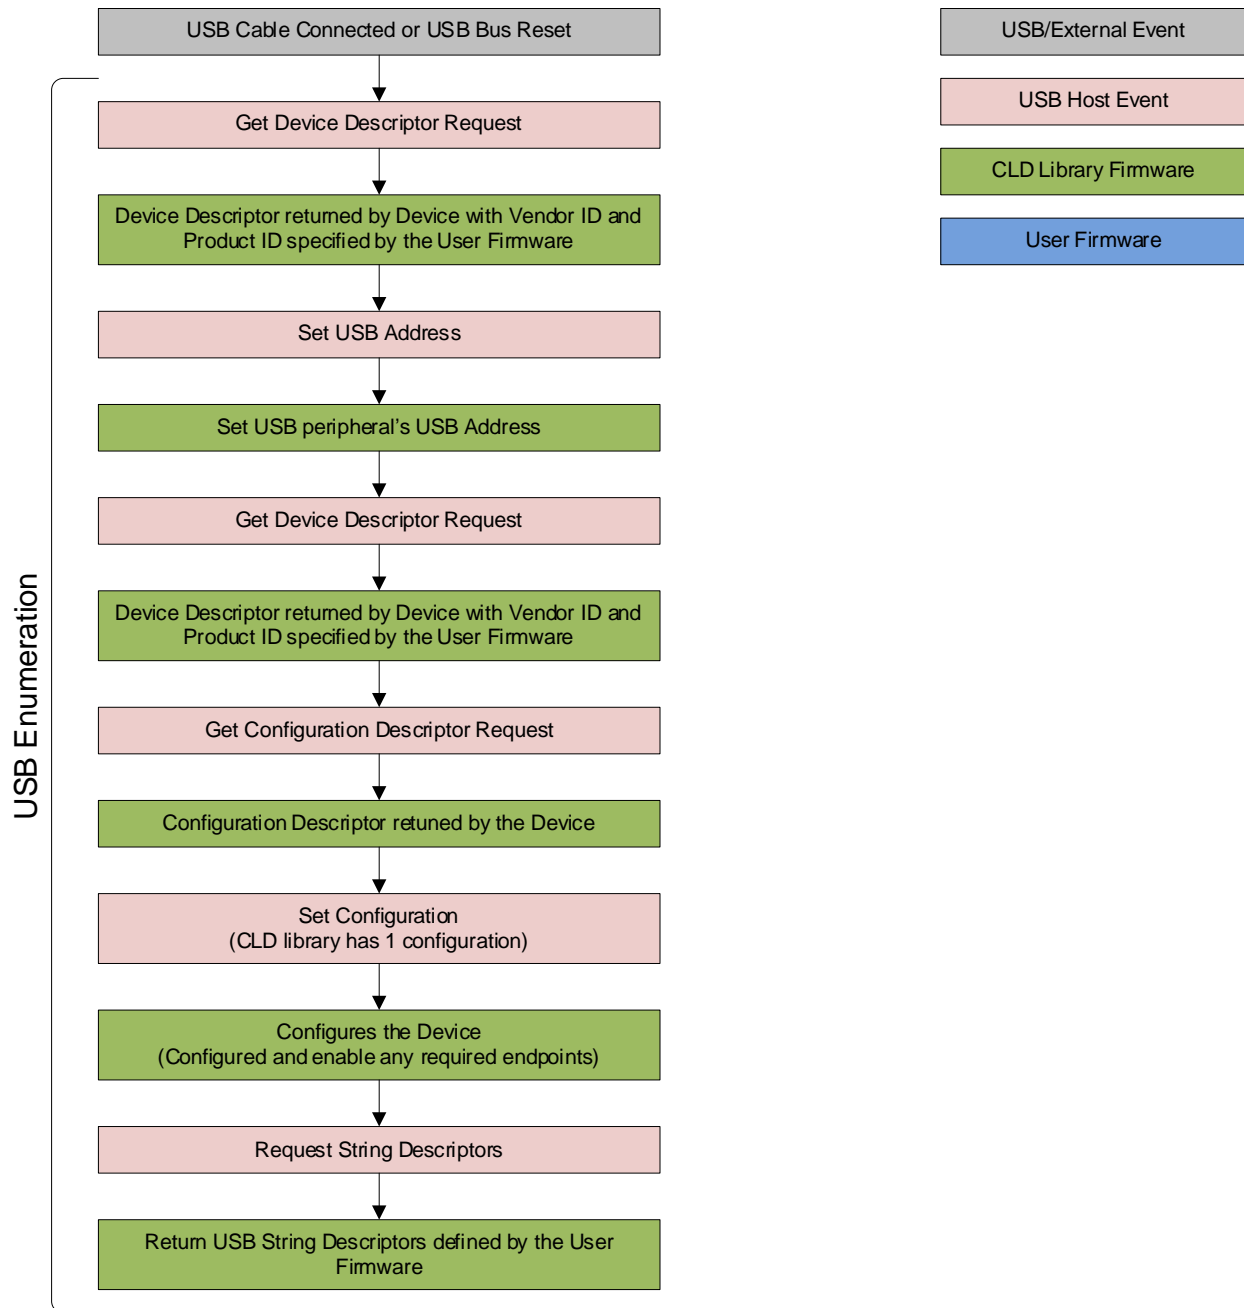 USB Cable Connected or USB Bus Reset
USB/External Event
Get Device Descriptor Request
USB Host Event
Device Descriptor returned by Device with Vendor ID and
Product ID specified by the User Firmware
CLD Library Firmware
User Firmware
Set USB Address
Set USB peripheral's USB Address
Get Device Descriptor Request
Device Descriptor returned by Device with Vendor ID and
Product ID specified by the User Firmware
USB Enumeration
Get Configuration Descriptor Request
Configuration Descriptor retuned by the Device
Set Configuration
(CLD library has 1 configuration)
Configures the Device
(Configured and enable any required endpoints)
Request String Descriptors
Return USB String Descriptors defined by the User
Firmware